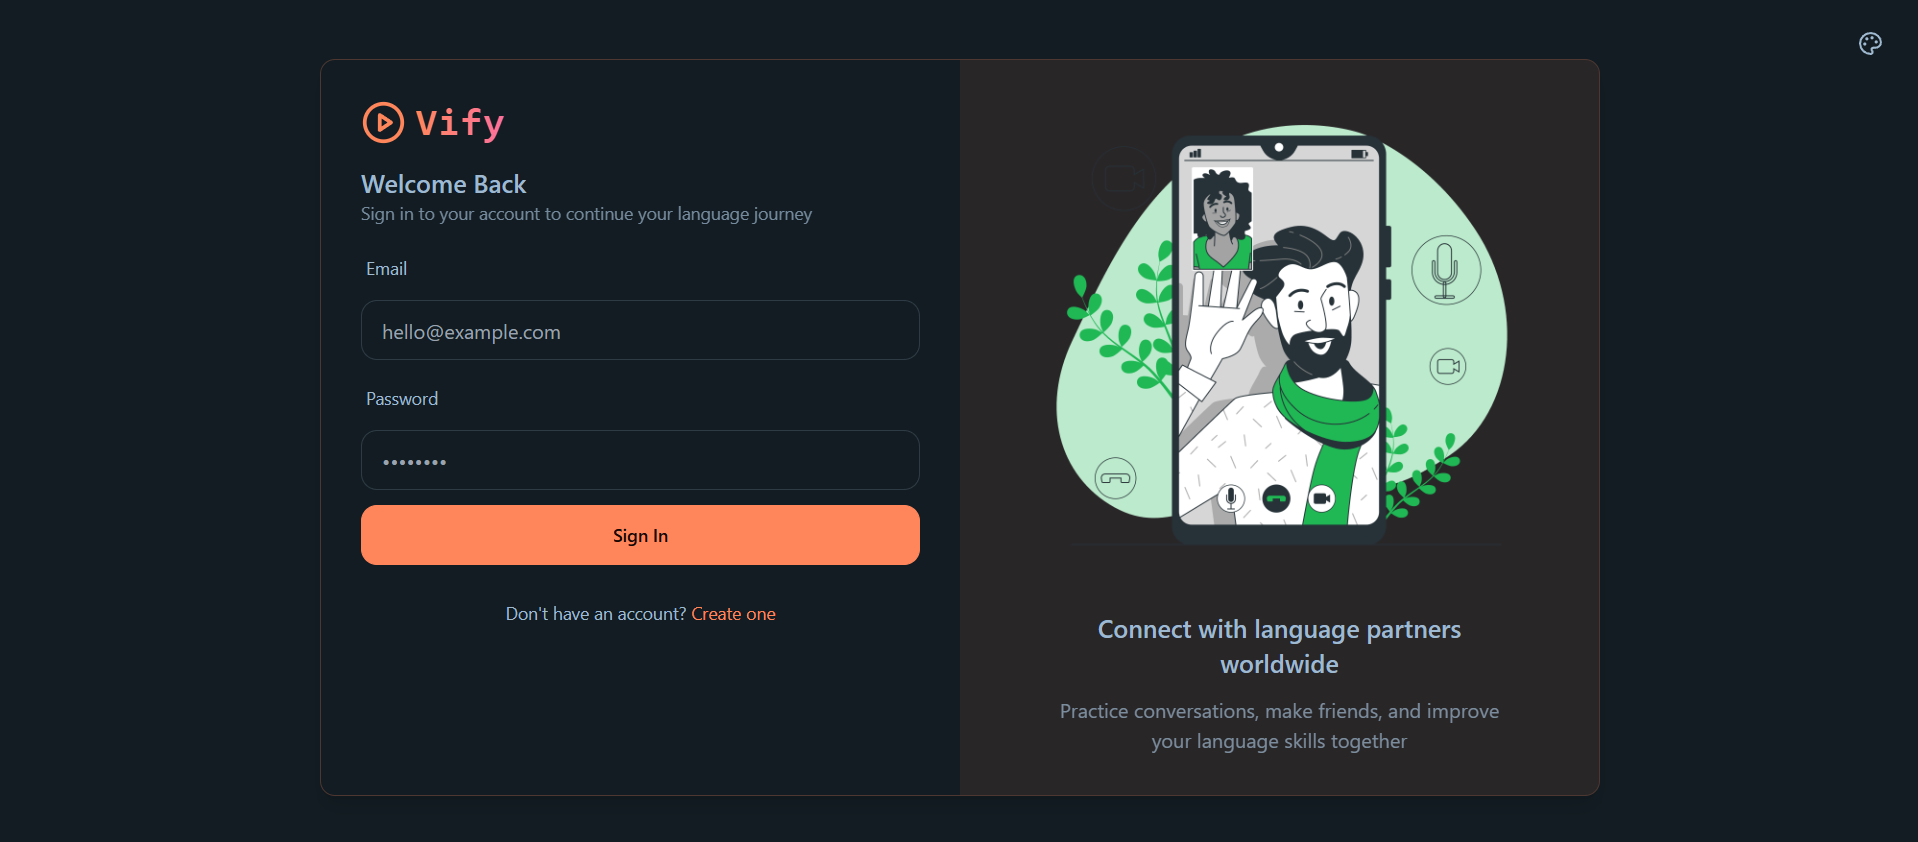 Vify
Welcome Back
Sign in to your account to continue your language journey
Email
hello@example.com
Password
••••••••
Sign In
Don't have an account? Create one
Connect with language partners
worldwide
Practice conversations, make friends, and improve
your language skills together